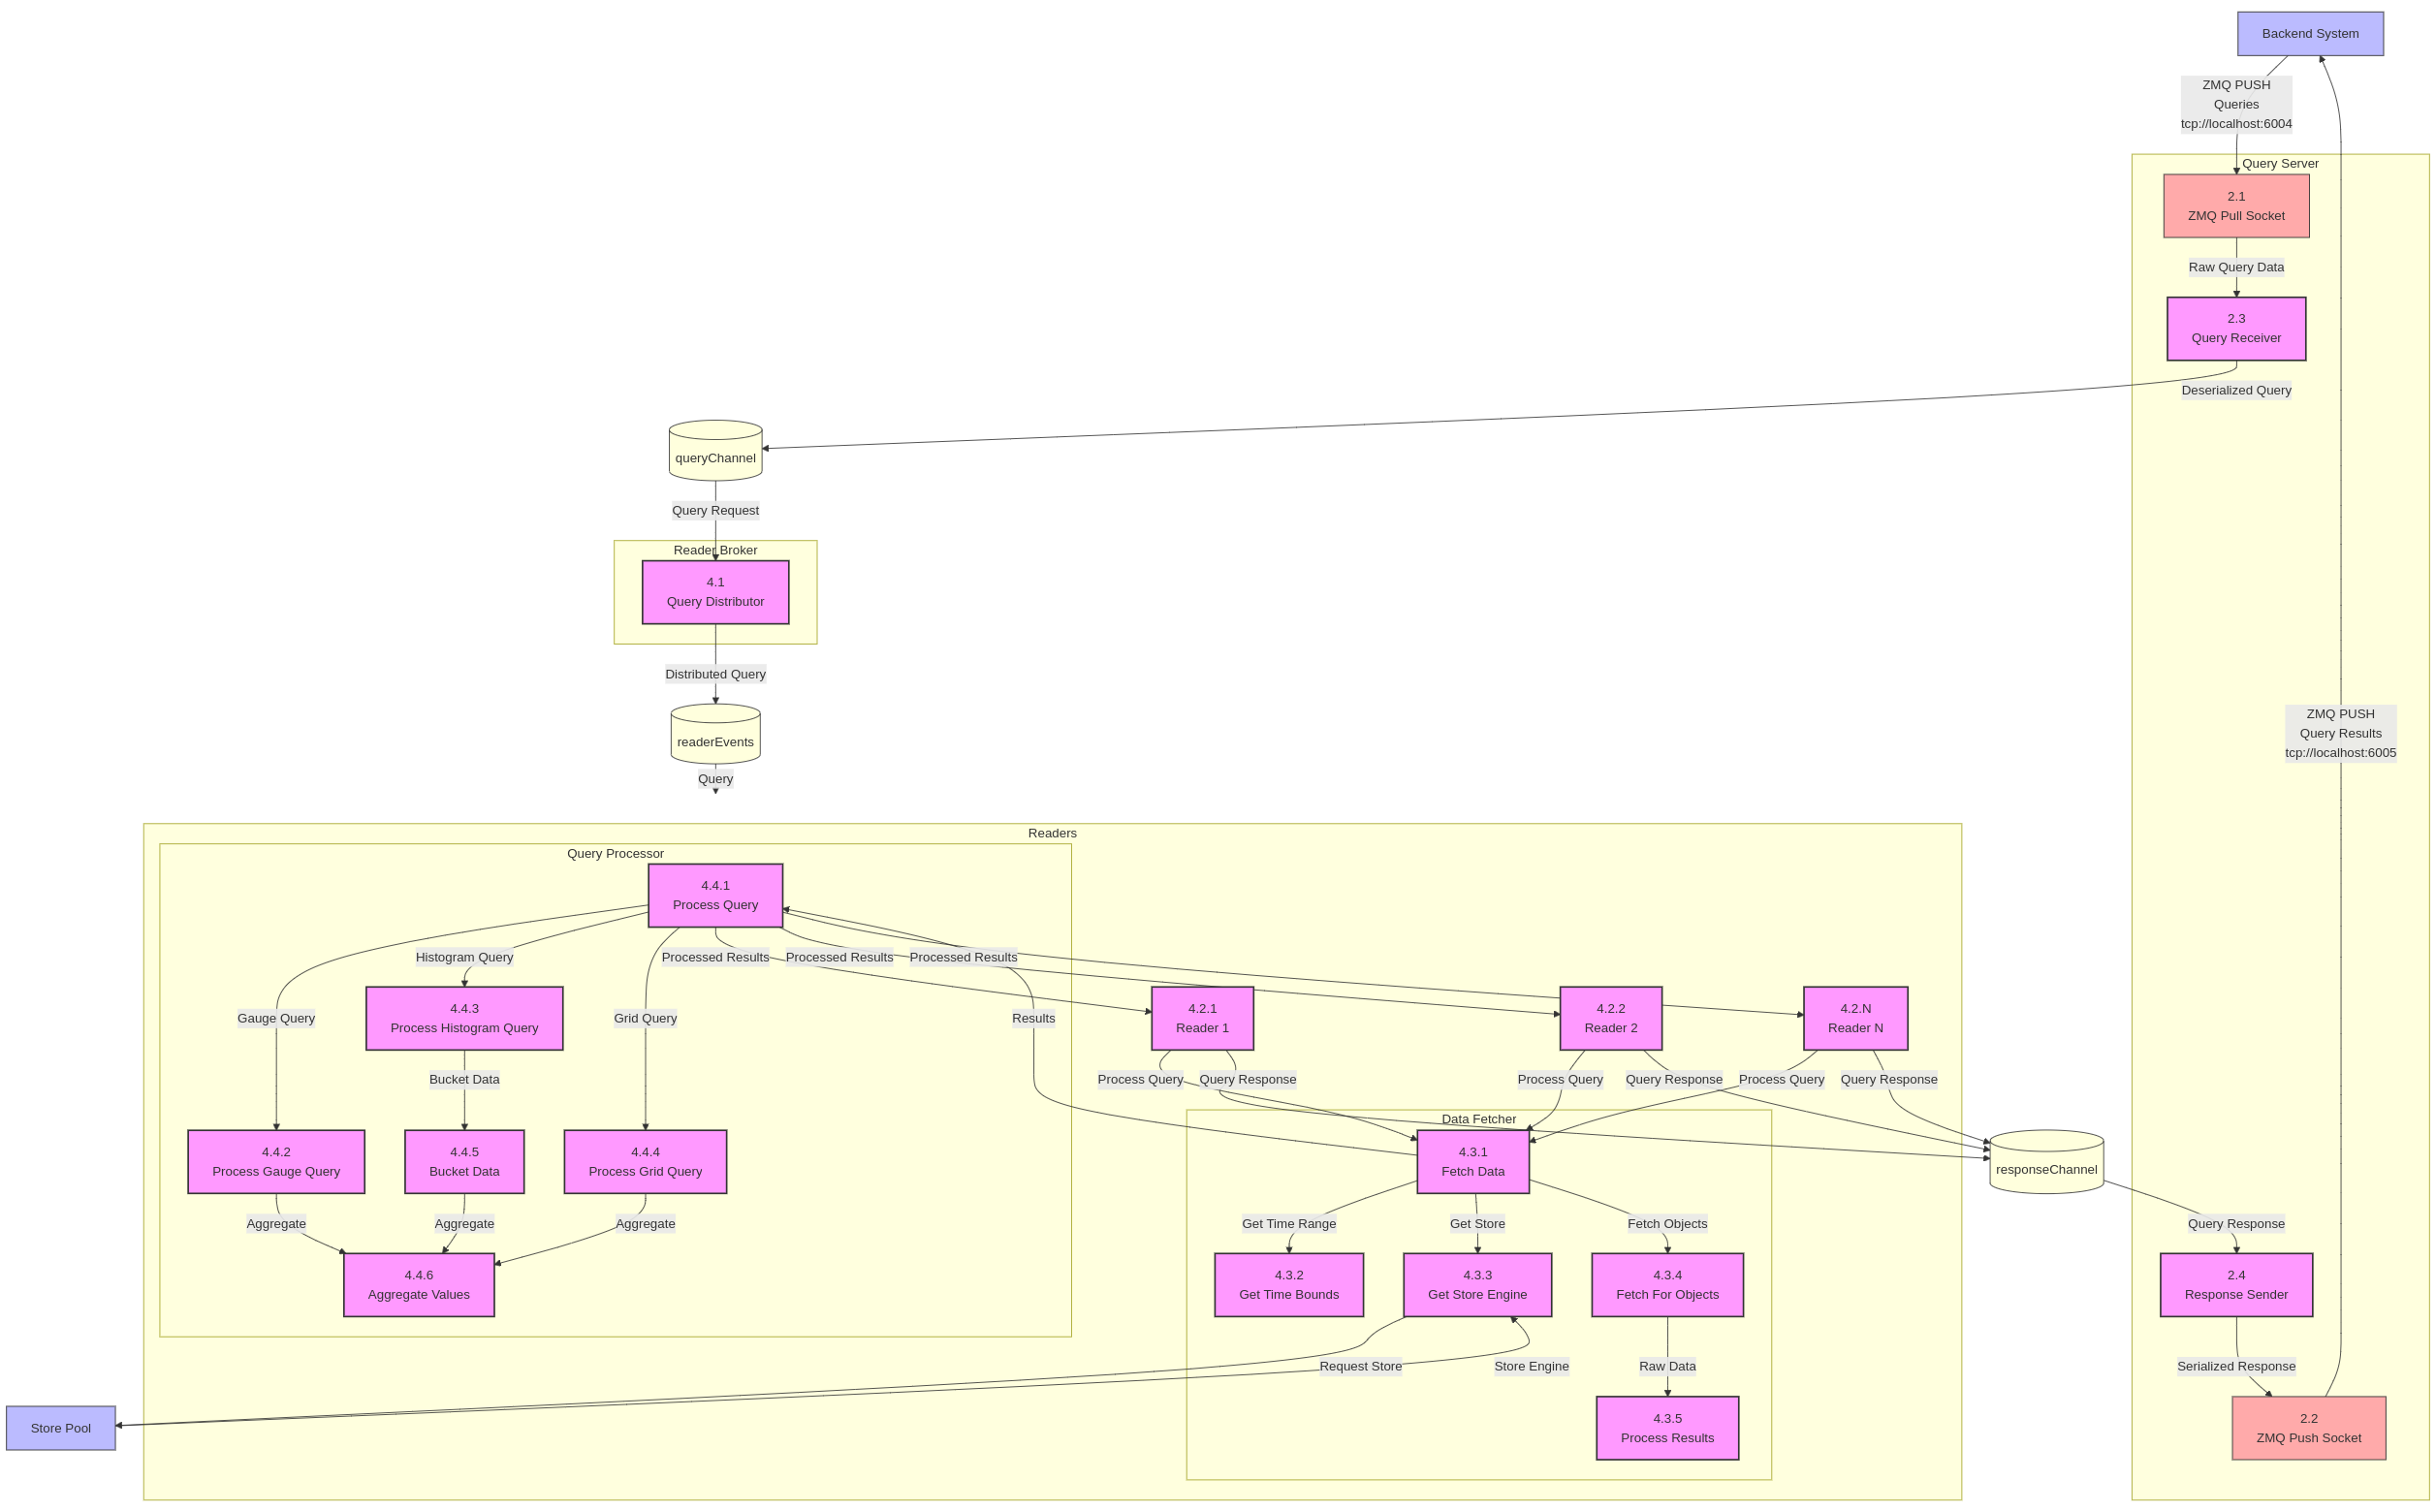 Backend System
ZMQ PUSH
Queries
tcp://localhost:6004
Query Server
2.1
ZMQ Pull Socket
Raw Query Data
2.3
Query Receiver
Deserialized Query
queryChannel
Query Request
Reader Broker
4.1
Query Distributor
Distributed Query
readerEvents
Query
ZMQ PUSH
Query Results
tcp://localhost:6005
Readers
Query Processor
4.4.1
Process Query
Histogram Query
Processed Results
Processed Results
Processed Results
Gauge Query
4.4.3
Process Histogram Query
Grid Query
Results
4.2.1
Reader 1
4.2.2
Reader 2
4.2.N
Reader N
Bucket Data
Process Query
Query Response
Process Query
Query Response
Process Query
Query Response
Data Fetcher
4.4.2
Process Gauge Query
4.4.5
Bucket Data
4.4.4
Process Grid Query
4.3.1
Fetch Data
responseChannel
Aggregate
Aggregate
Aggregate
Get Time Range
Get Store
Fetch Objects
Query Response
4.4.6
Aggregate Values
4.3.2
Get Time Bounds
4.3.3
Get Store Engine
4.3.4
Fetch For Objects
2.4
Response Sender
Request Store
Store Engine
Raw Data
Serialized Response
Store Pool
4.3.5
Process Results
2.2
ZMQ Push Socket